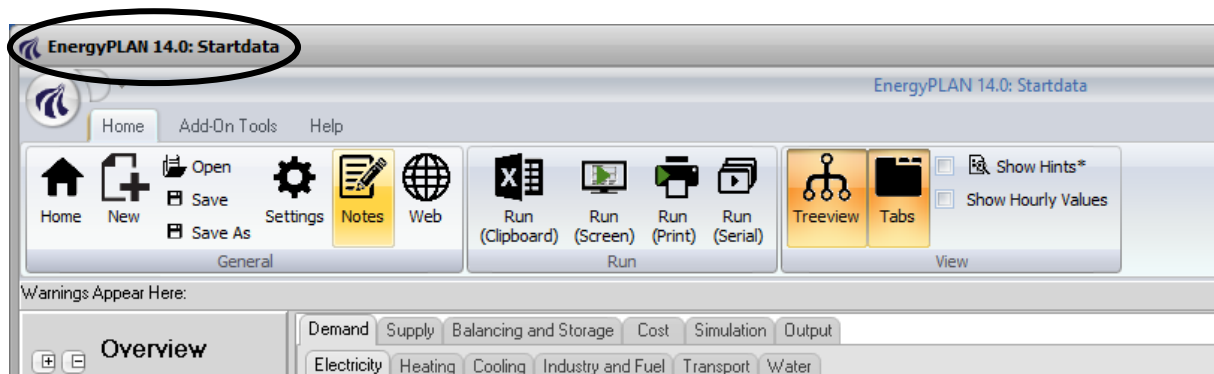 EnergyPLAN 14.0: Startdata
EnergyPLAN 14.0: Startdata
Home Add-On Tools Help
Home
New
Open
Save
Save As
Settings
Notes
Web
General
Run
(Clipboard)
Run
(Screen)
Run
(Print)
Run
(Serial)
Run
Treeview
Tabs
Show Hints*
Show Hourly Values
View
Warnings Appear Here:
Overview
Demand Supply Balancing and Storage Cost Simulation Output
Electricity Heating Cooling Industry and Fuel Transport Water